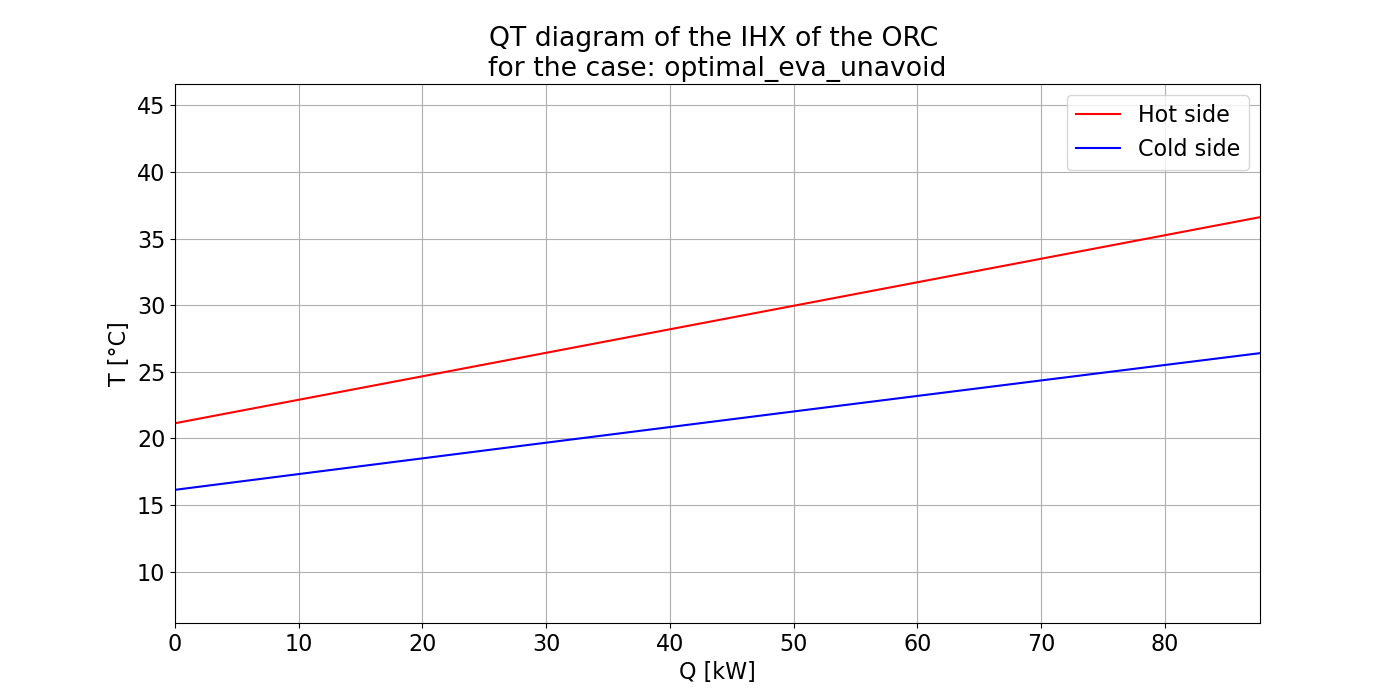 QT diagram of the IHX of the ORC
for the case: optimal_eva_unavoid
Hot side
Cold side
T [°C]
45
40
35
30
25
20
15
10
0 10 20 30 40 50 60 70 80
Q [kW]